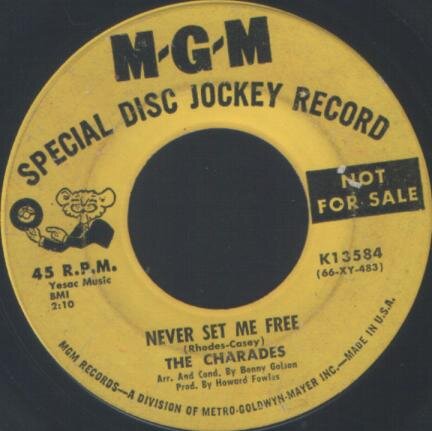 M-G-M
SPECIAL DISC JOCKEY RECORD
NOT
FOR SALE
45 R.P.M.
Yesac Music
BMI
2:10
K13584
(66-XY-483)
NEVER SET ME FREE
(Rhodes-Casey)
THE CHARADES
Arr. And Cond. By Benny Golson
Prod. By Howard Fowles
MGM RECORDS—A DIVISION OF METRO-GOLDWYN-MAYER INC.—MADE IN U.S.A.